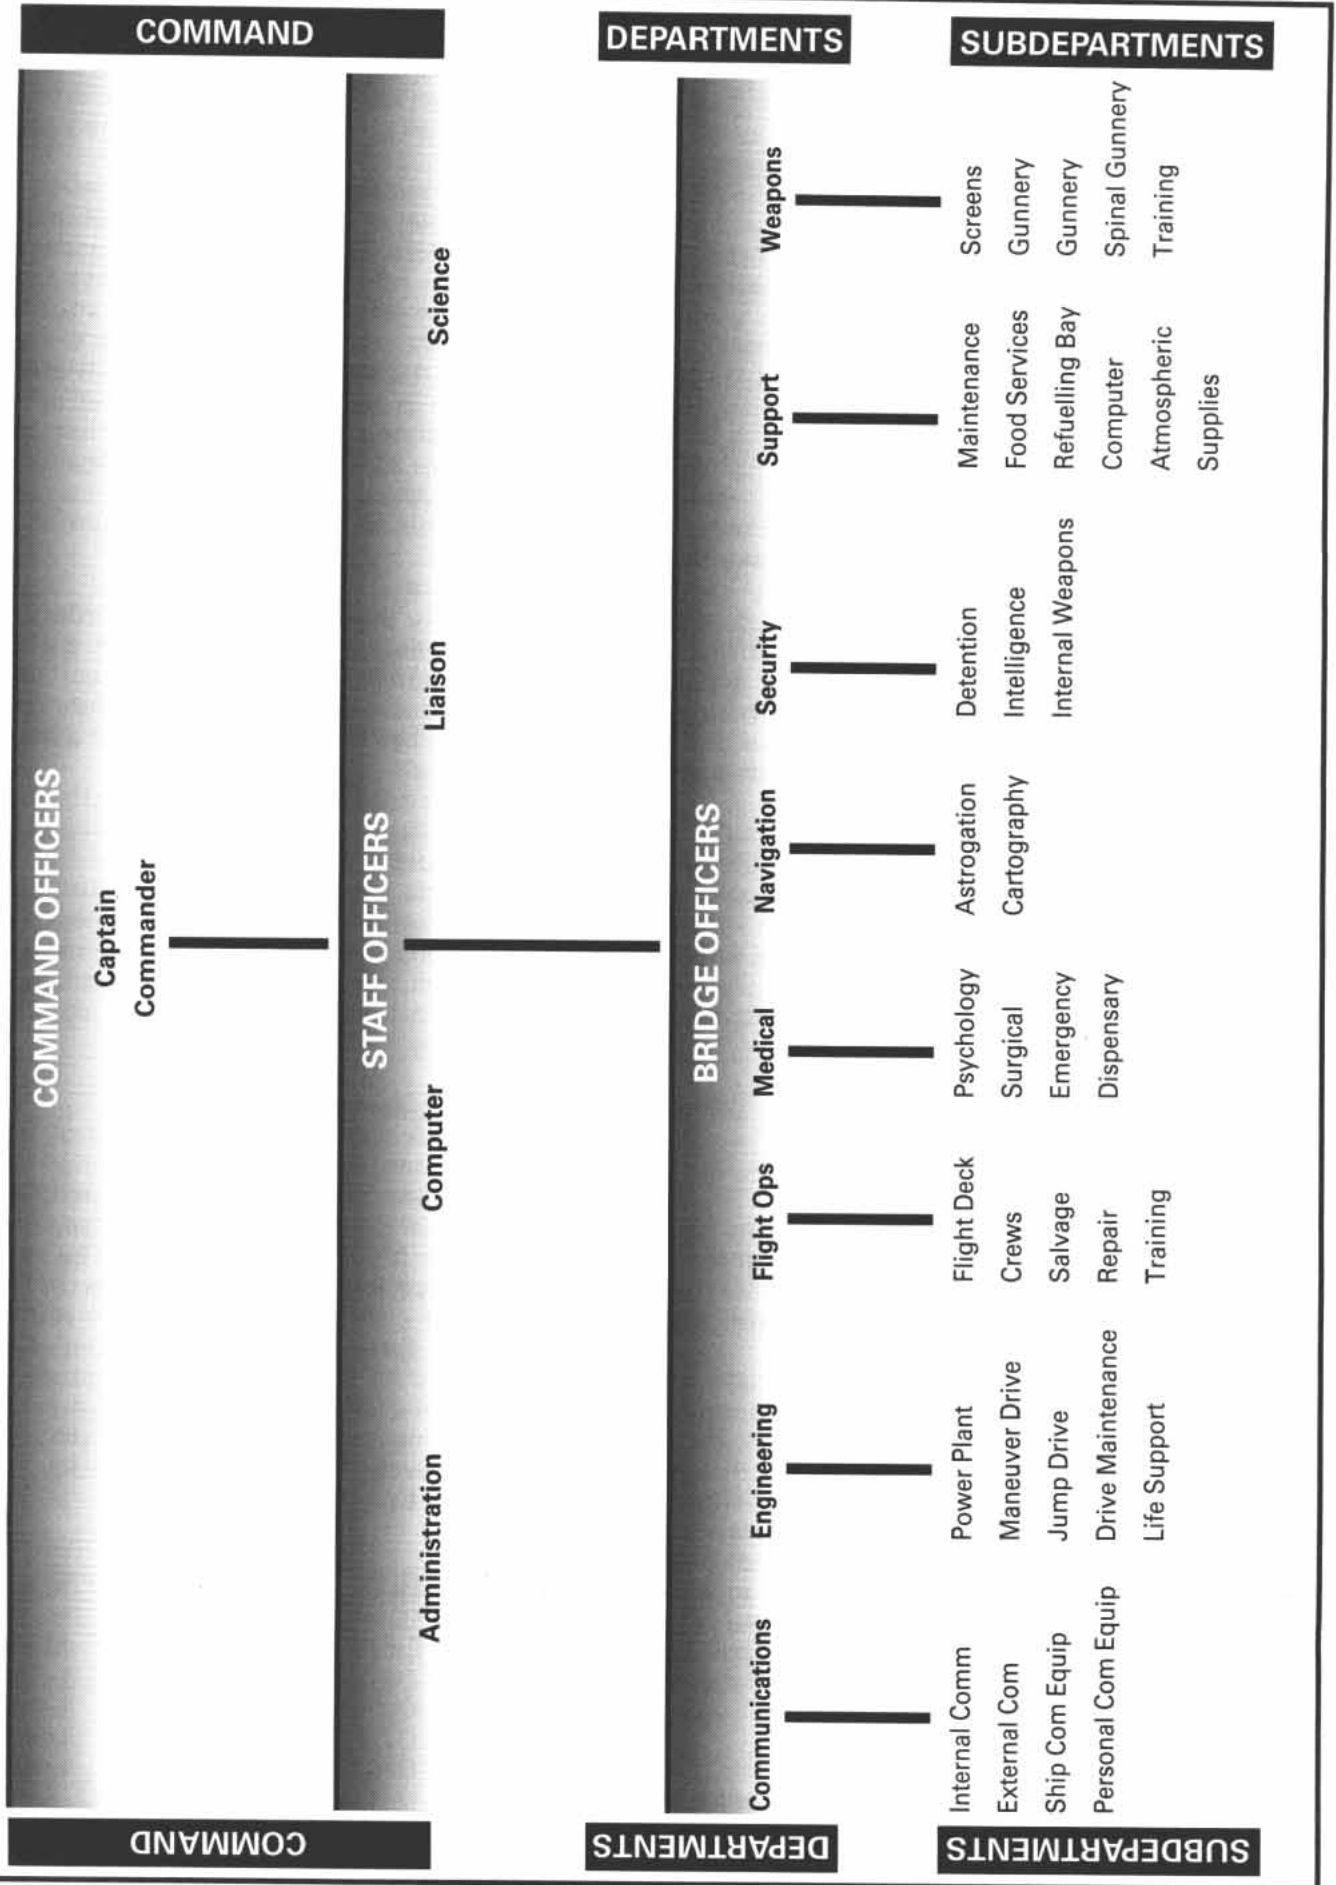 COMMAND
COMMAND OFFICERS
Captain
Commander
STAFF OFFICERS
Administration
Computer
Liaison
Science
COMMAND
DEPARTMENTS
BRIDGE OFFICERS
Communications
Engineering
Flight Ops
Medical
Navigation
Security
Support
Weapons
DEPARTMENTS
SUBDEPARTMENTS
Internal Comm
External Com
Ship Com Equip
Personal Com Equip
Power Plant
Maneuver Drive
Jump Drive
Drive Maintenance
Life Support
Flight Deck
Crews
Salvage
Repair
Training
Psychology
Surgical
Emergency
Dispensary
Astrogation
Cartography
Detention
Intelligence
Internal Weapons
Maintenance
Food Services
Refuelling Bay
Computer
Atmospheric
Supplies
Screens
Gunnery
Gunnery
Spinal Gunnery
Training
SUBDEPARTMENTS